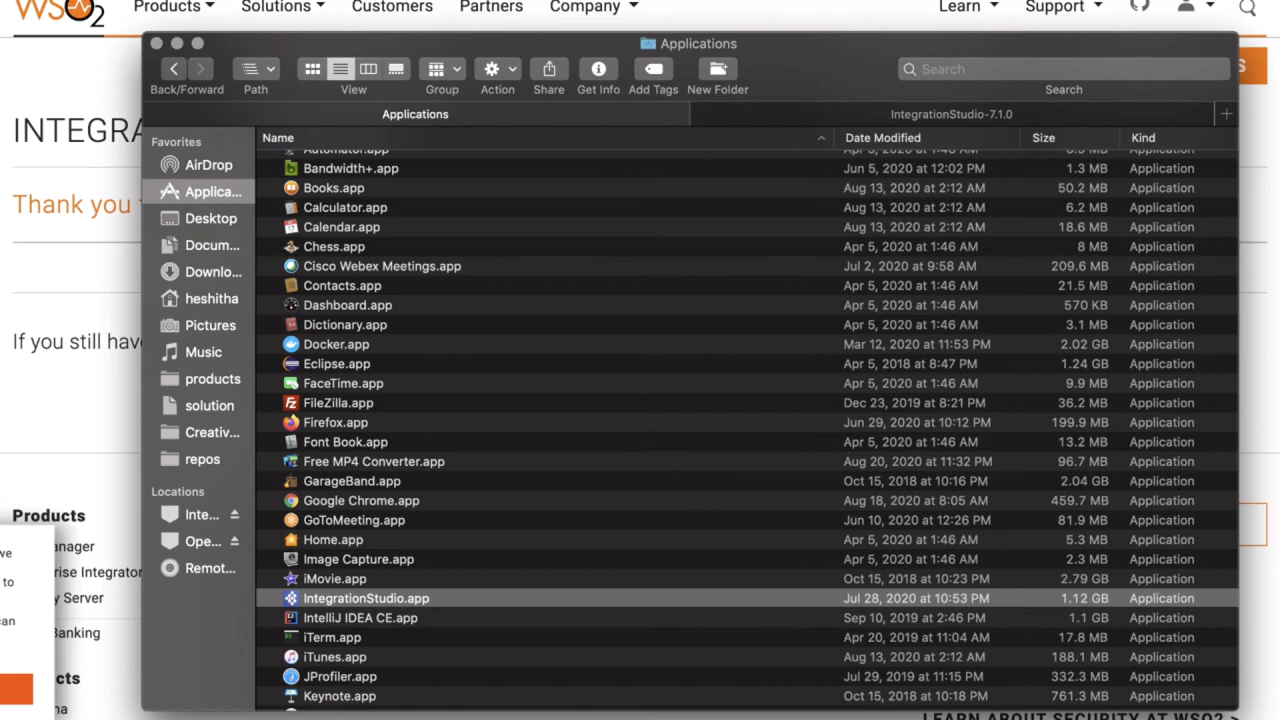 WSO2
Products
Solutions
Customers
Partners
Company
Learn
Support
Applications
Back/Forward
Path
View
Group
Action
Share
Get Info
Add Tags
New Folder
Search
Search
Applications
IntegrationStudio-7.1.0
Name
Date Modified
Size
Kind
Favorites
AirDrop
Applica...
Desktop
Docum...
Downlo...
heshitha
Pictures
Music
products
solution
Creativ...
repos
Locations
Inte...
Ope...
Remot...
Automator.app Apr 5, 2020 at 1:46 AM Application
Bandwidth+.app Jun 5, 2020 at 12:02 PM 1.3 MB Application
Books.app Aug 13, 2020 at 2:12 AM 50.2 MB Application
Calculator.app Aug 13, 2020 at 2:12 AM 6.2 MB Application
Calendar.app Aug 13, 2020 at 2:12 AM 18.6 MB Application
Chess.app Apr 5, 2020 at 1:46 AM 8 MB Application
Cisco Webex Meetings.app Jul 2, 2020 at 9:58 AM 209.6 MB Application
Contacts.app Apr 5, 2020 at 1:46 AM 21.5 MB Application
Dashboard.app Apr 5, 2020 at 1:46 AM 570 KB Application
Dictionary.app Apr 5, 2020 at 1:46 AM 3.1 MB Application
Docker.app Mar 12, 2020 at 11:53 PM 2.02 GB Application
Eclipse.app Apr 5, 2018 at 8:47 PM 1.24 GB Application
FaceTime.app Apr 5, 2020 at 1:46 AM 9.9 MB Application
FileZilla.app Dec 23, 2019 at 8:21 PM 36.2 MB Application
Firefox.app Jun 29, 2020 at 10:12 PM 199.9 MB Application
Font Book.app Apr 5, 2020 at 1:46 AM 13.2 MB Application
Free MP4 Converter.app Aug 20, 2020 at 11:32 PM 96.7 MB Application
GarageBand.app Oct 15, 2018 at 10:16 PM 2.04 GB Application
Google Chrome.app Aug 18, 2020 at 8:05 AM 459.7 MB Application
GoToMeeting.app Jun 10, 2020 at 12:26 PM 81.9 MB Application
Home.app Apr 5, 2020 at 1:46 AM 5.3 MB Application
Image Capture.app Apr 5, 2020 at 1:46 AM 2.3 MB Application
iMovie.app Oct 15, 2018 at 10:23 PM 2.79 GB Application
IntegrationStudio.app Jul 28, 2020 at 10:53 PM 1.12 GB Application
IntelliJ IDEA CE.app Sep 10, 2019 at 2:46 PM 1.1 GB Application
iTerm.app Apr 20, 2019 at 11:04 AM 17.8 MB Application
iTunes.app Aug 13, 2020 at 2:12 AM 188.1 MB Application
JProfiler.app Jul 29, 2019 at 11:15 PM 332.3 MB Application
Keynote.app Oct 15, 2018 at 10:18 PM 761.3 MB Application
INTEGRA
Thank you
If you still hav
Products
anager
rise Integrator
y Server
Banking
cts
na
we
to
can
S
LEARN ABOUT SECURITY AT WSO2 >